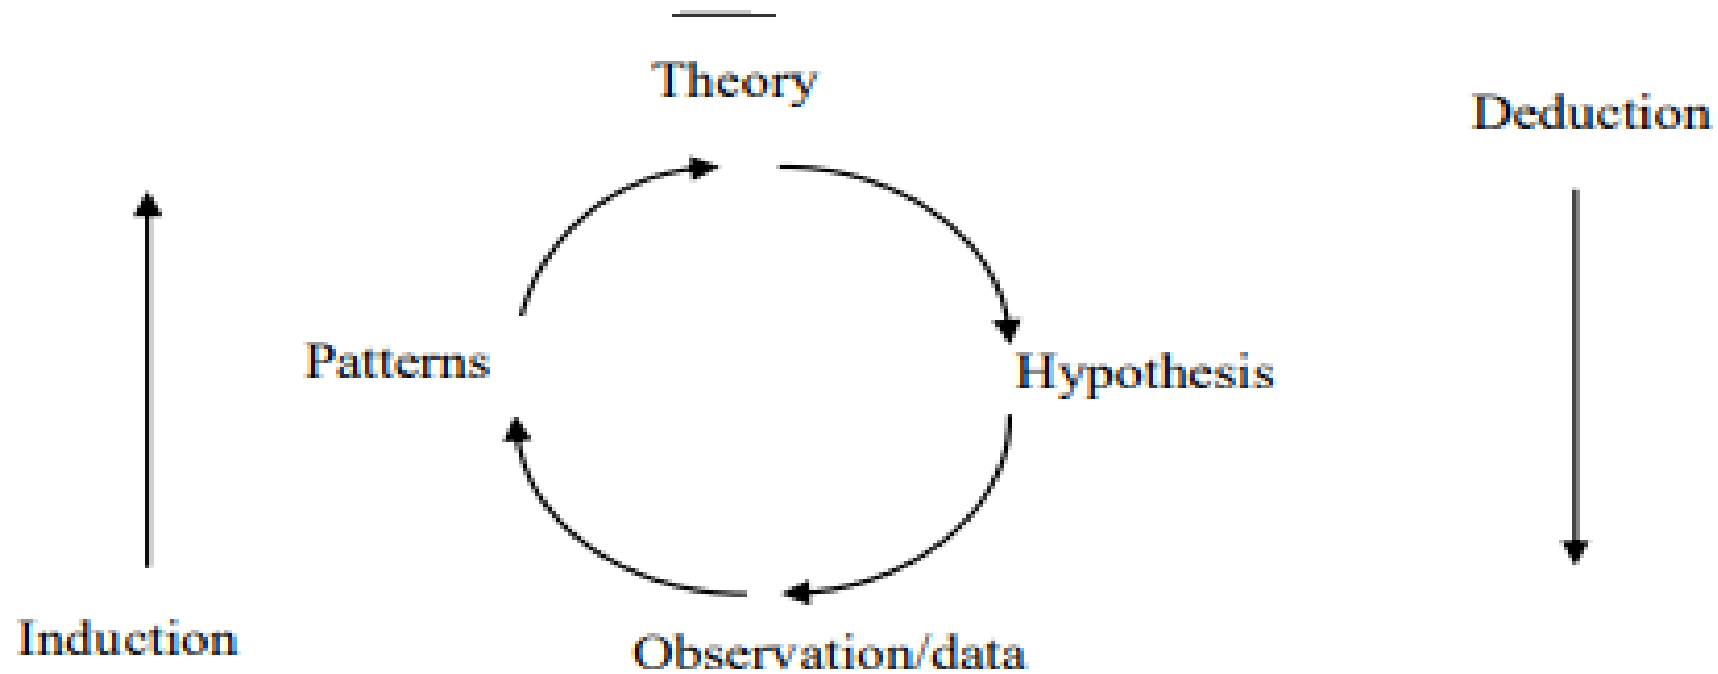 Theory
Deduction
Patterns
Hypothesis
Induction
Observation/data